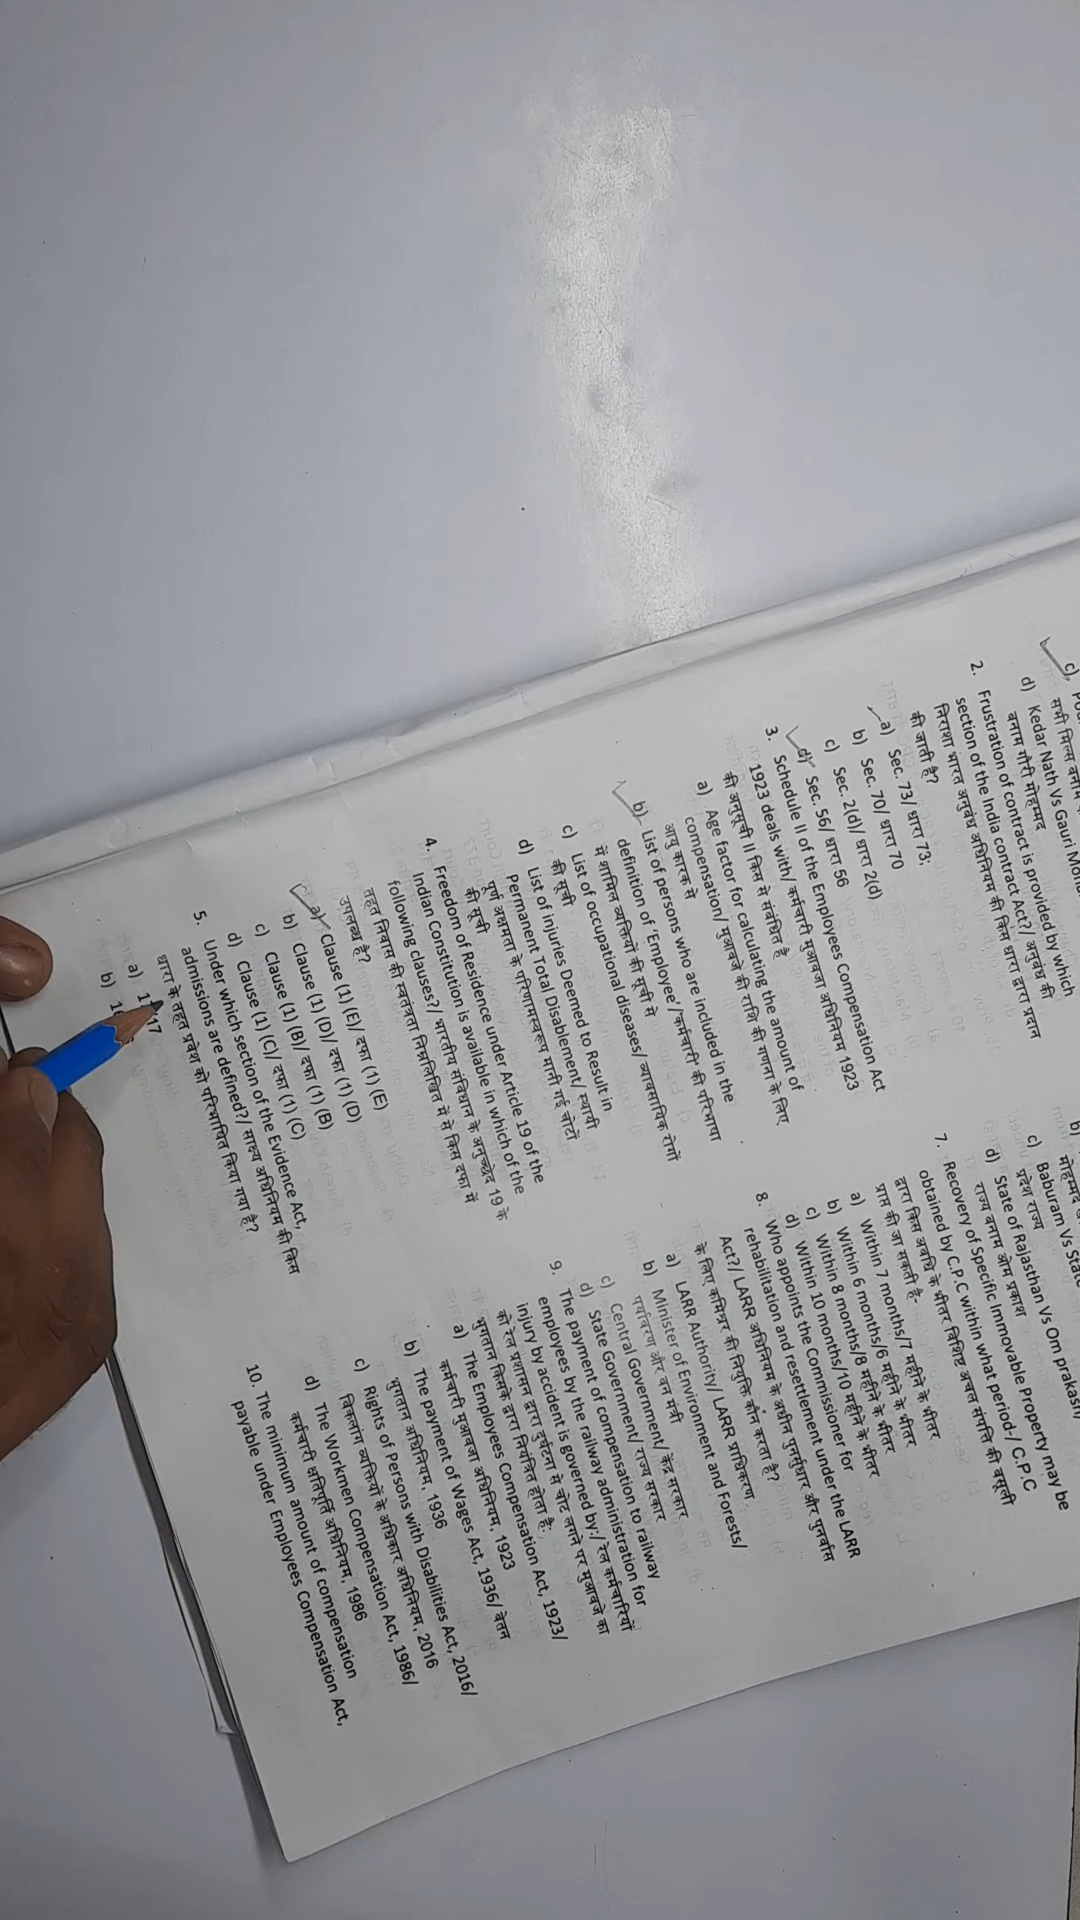 सभी मिल्स बनाम
d) Kedar Nath Vs Gauri
बनाम गौरी मोहम्मद
2. Frustration of contract is provided by which
section of the India contract Act?/ अनुबंध की
निराशा भारत अनुबंध अधिनियम की किस धारा द्वारा प्रदान
की जाती है?
a) Sec. 73/ धारा 73;
b) Sec. 70/ धारा 70
c) Sec. 2(d)/ धारा 2(d)
d) Sec. 56/ धारा 56
3. Schedule II of the Employees Compensation Act
1923 deals with/ कर्मचारी मुआवजा अधिनियम 1923
की अनुसूची II किस से संबंधित है
a) Age factor for calculating the amount of
compensation/ मुआवजे की राशि की गणना के लिए
आयु कारक से
b) List of persons who are included in the
definition of 'Employee'/ कर्मचारी की परिभाषा
में शामिल व्यक्तियों की सूची से
c) List of occupational diseases/ व्यावसायिक रोगों
की सूची
d) List of injuries Deemed to Result in
Permanent Total Disablement/ स्थायी
पूर्ण अक्षमता के परिणामस्वरूप मानी गई चोटों
की सूची
4. Freedom of Residence under Article 19 of the
Indian Constitution is available in which of the
following clauses?/ भारतीय संविधान के अनुच्छेद 19 के
तहत निवास की स्वतंत्रता निम्नलिखित में से किस दफा में
उपलब्ध है?
a) Clause (1) (E)/ दफा (1) (E)
b) Clause (1) (D)/ दफा (1) (D)
c) Clause (1) (B)/ दफा (1) (B)
d) Clause (1) (C)/ दफा (1) (C)
5. Under which section of the Evidence Act,
admissions are defined?/ साक्ष्य अधिनियम की किस
धारा के तहत प्रवेश को परिभाषित किया गया है?
a) 17
b)
b)
मोहम्मद
c) Baburam Vs State
प्रदेश राज्य
d) State of Rajasthan Vs Om prakash/
राज्य बनाम ओम प्रकाश
7. Recovery of Specific Immovable Property may be
obtained by C.P.C within what period-/ C.P.C
द्वारा किस अवधि के भीतर विशिष्ट अचल संपत्ति की वसूली
प्राप्त की जा सकती है-
a) Within 7 months/7 महीने के भीतर
b) Within 6 months/6 महीने के भीतर
c) Within 8 months/8 महीने के भीतर
d) Within 10 months/10 महीने के भीतर
8. Who appoints the Commissioner for
rehabilitation and resettlement under the LARR
Act?/ LARR अधिनियम के अधीन पुनर्सुधार और पुनर्वास
के लिए कमिश्नर की नियुक्ति कौन करता है?
a) LARR Authority/ LARR प्राधिकरण
b) Minister of Environment and Forests/
पर्यावरण और वन मंत्री
c) Central Government/ केंद्र सरकार
d) State Government/ राज्य सरकार
9. The payment of compensation to railway
employees by the railway administration for
injury by accident is governed by:/ रेल कर्मचारियों
को रेल प्रशासन द्वारा दुर्घटना से चोट लगने पर मुआवजे का
भुगतान किसके द्वारा नियंत्रित होता है:
a) The Employees Compensation Act, 1923/
कर्मचारी मुआवजा अधिनियम, 1923
b) The payment of Wages Act, 1936/ वेतन
भुगतान अधिनियम, 1936
c) Rights of Persons with Disabilities Act, 2016/
विकलांग व्यक्तियों के अधिकार अधिनियम, 2016
d) The Workmen Compensation Act, 1986/
कर्मचारी क्षतिपूर्ति अधिनियम, 1986
10. The minimum amount of compensation
payable under Employees Compensation Act,